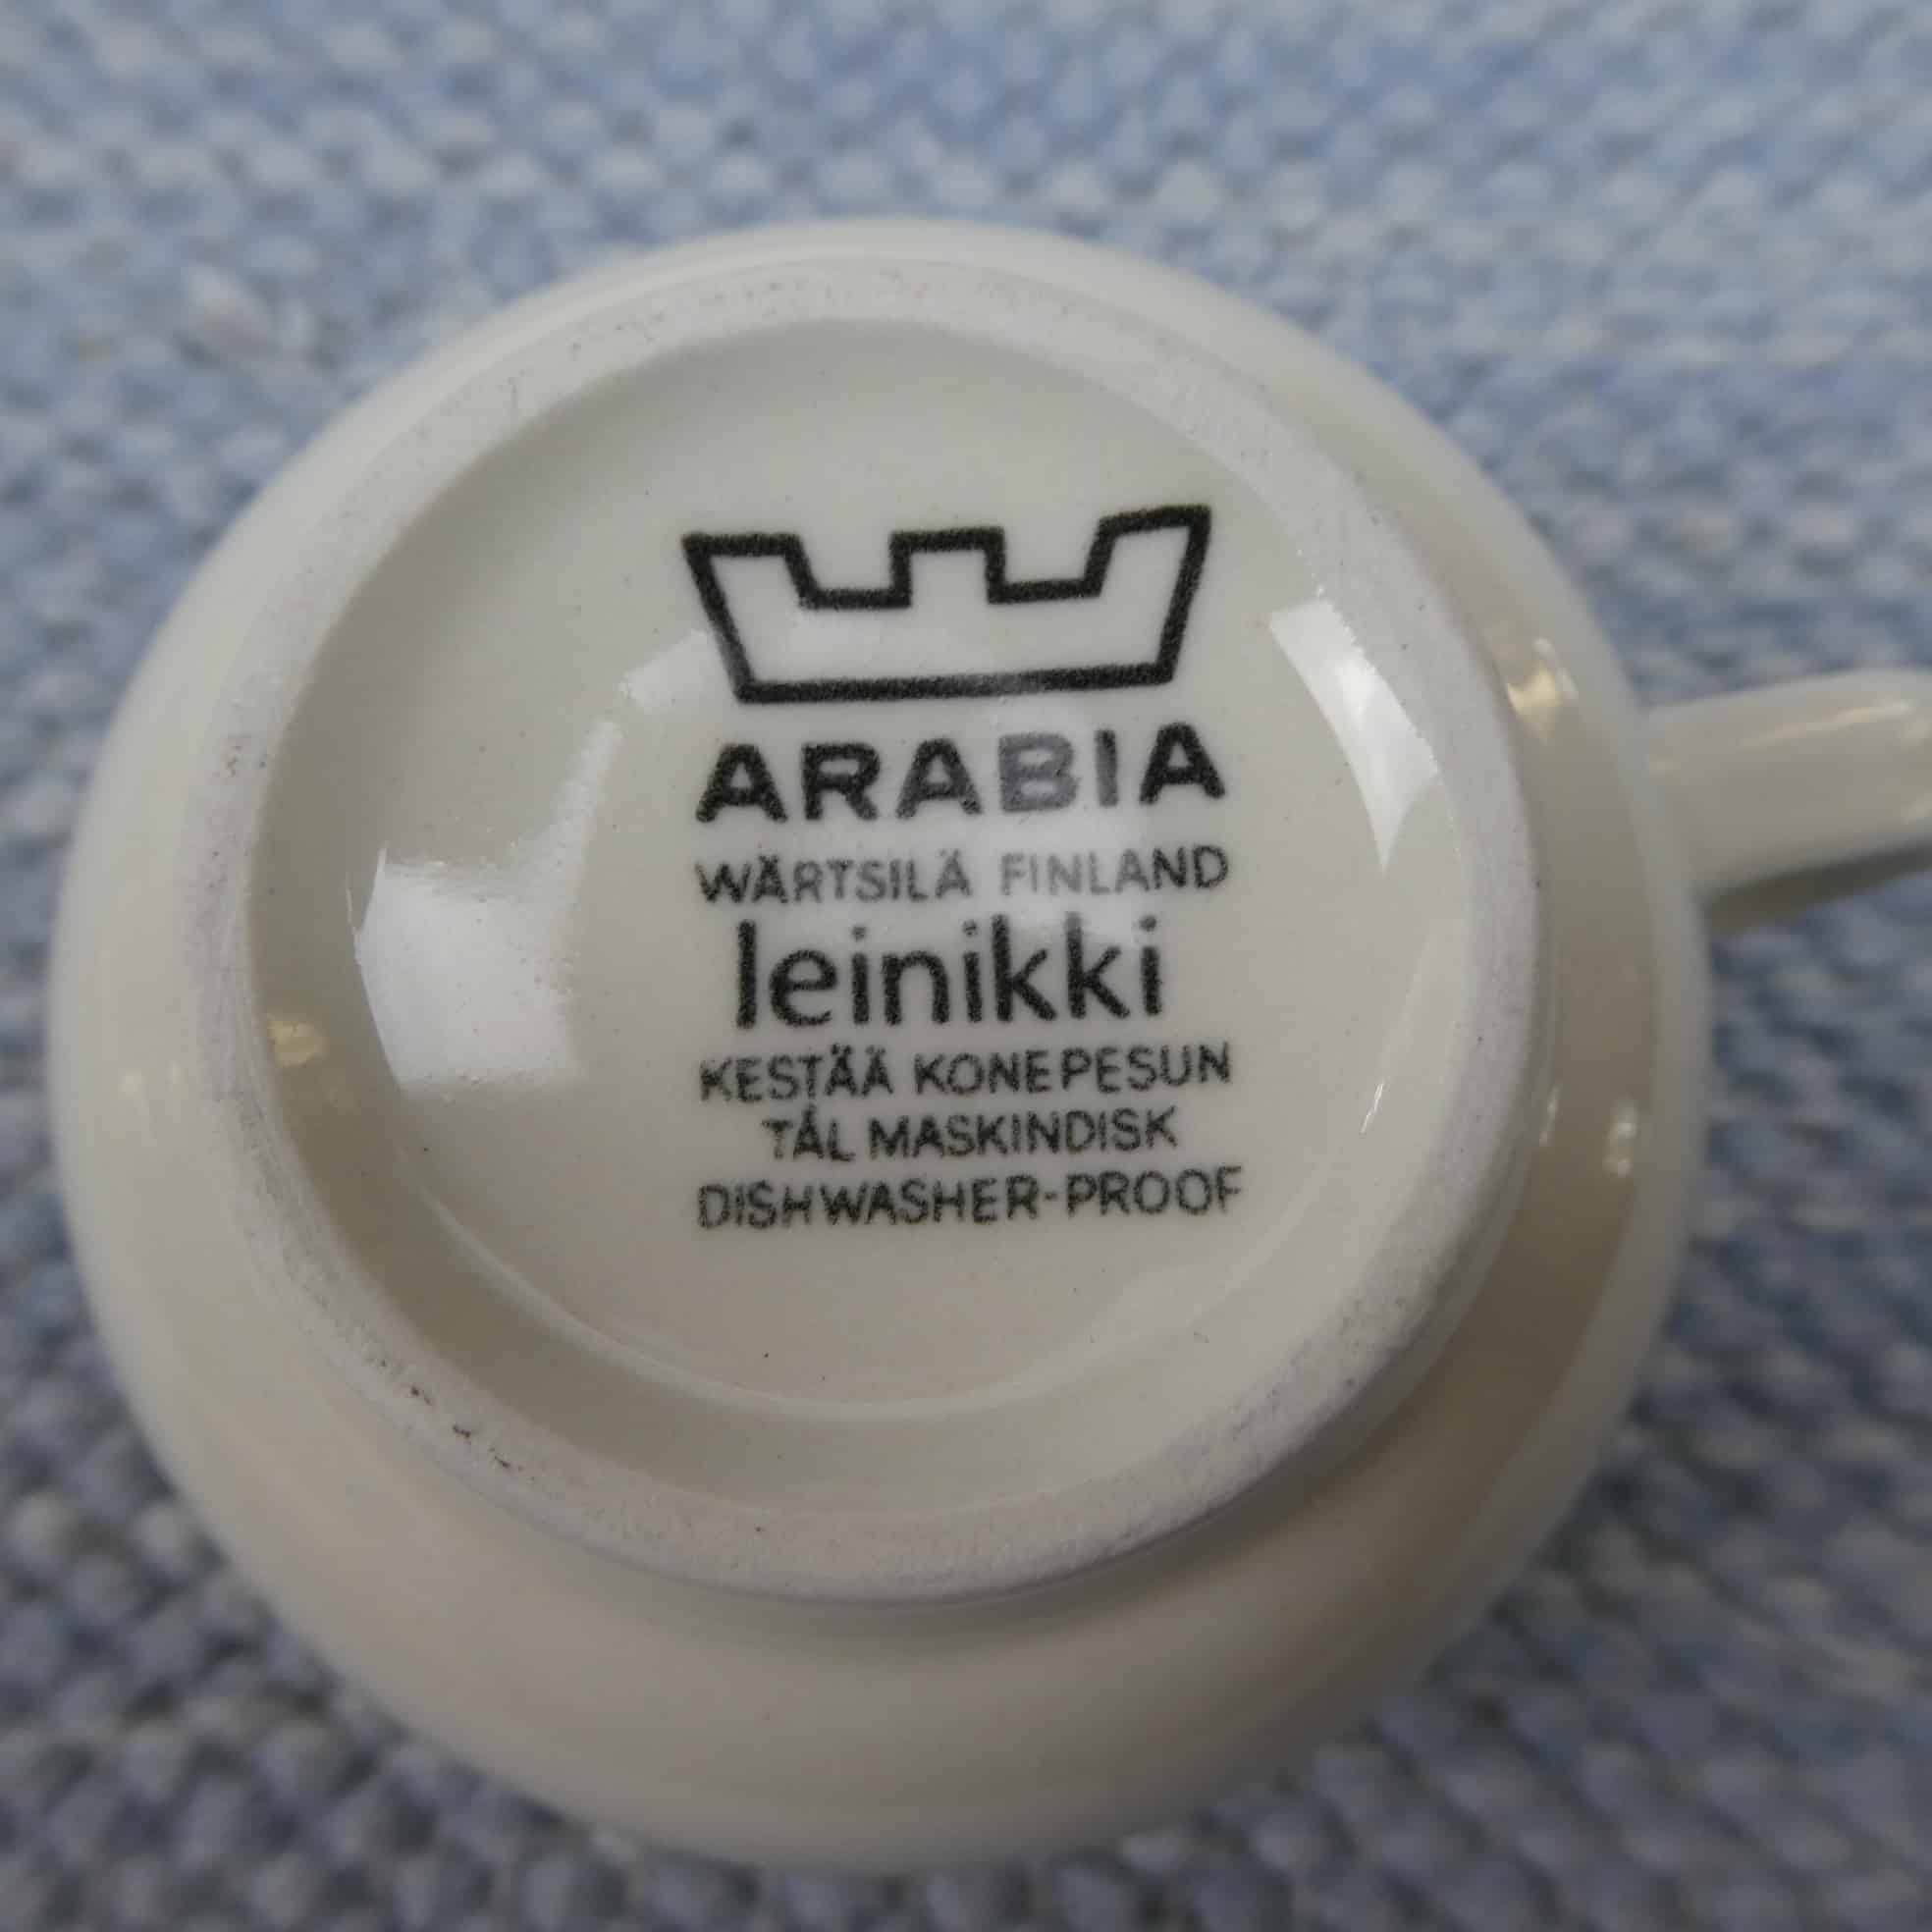 ARABIA
WÄRTSILÄ FINLAND
leinikki
KESTÄÄ KONEPESUN
TÅL MASKINDISK
DISHWASHER-PROOF